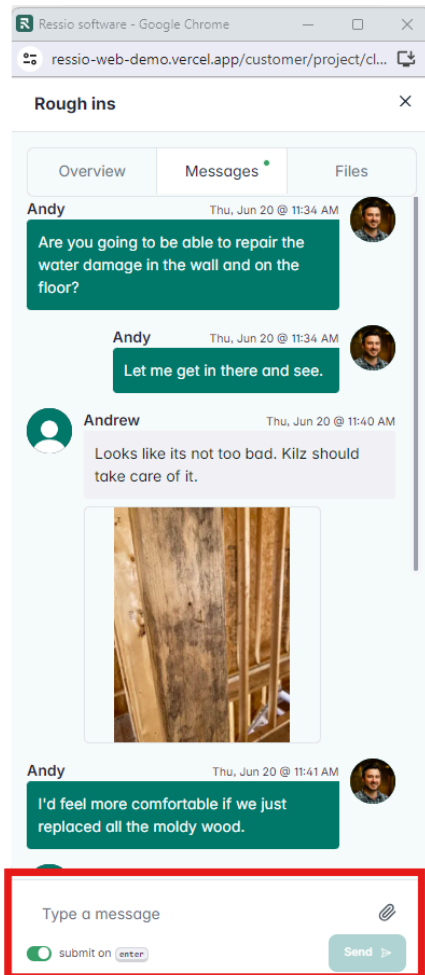 Ressio software - Google Chrome
ressio-web-demo.vercel.app/customer/project/cl...
Rough ins
Overview
Messages
Files
Andy
Thu, Jun 20 @ 11:34 AM
Are you going to be able to repair the
water damage in the wall and on the
floor?
Andy
Thu, Jun 20 @ 11:34 AM
Let me get in there and see.
Andrew
Thu, Jun 20 @ 11:40 AM
Looks like its not too bad. Kilz should
take care of it.
Andy
Thu, Jun 20 @ 11:41 AM
I'd feel more comfortable if we just
replaced all the moldy wood.
Type a message
submit on enter
Send